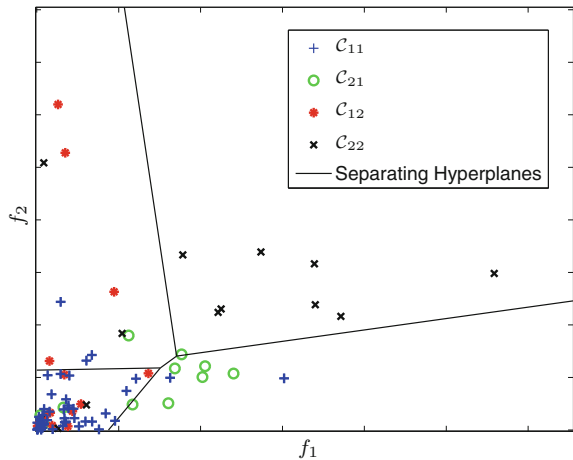 C₁₁
C₂₁
C₁₂
C₂₂
Separating Hyperplanes
f₂
f₁